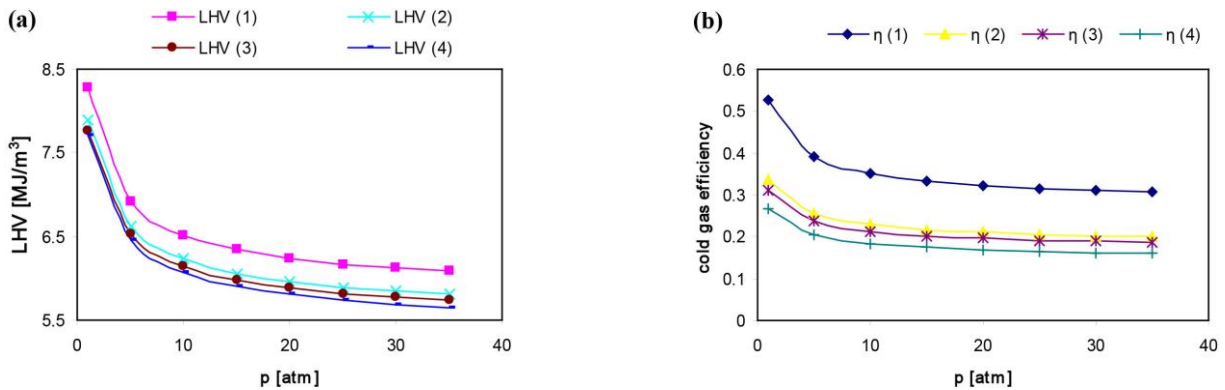 (a)
LHV (1) LHV (2)
LHV (3) LHV (4)
8.5
7.5
6.5
5.5
LHV [MJ/m³]
0 10 20 30 40
p [atm]
(b)
η (1) η (2) η (3) η (4)
0.6
0.5
0.4
0.3
0.2
0.1
0
cold gas efficiency
0 10 20 30 40
p [atm]